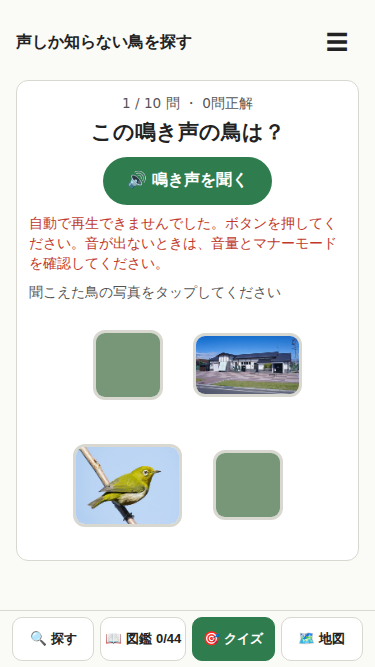 声しか知らない鳥を探す
1 / 10 問 ・ 0問正解
この鳴き声の鳥は？
🔊 鳴き声を聞く
自動で再生できませんでした。ボタンを押してく
ださい。音が出ないときは、音量とマナーモード
を確認してください。
聞こえた鳥の写真をタップしてください
🔍 探す
📖 図鑑 0/44
🎯 クイズ
🗺️ 地図